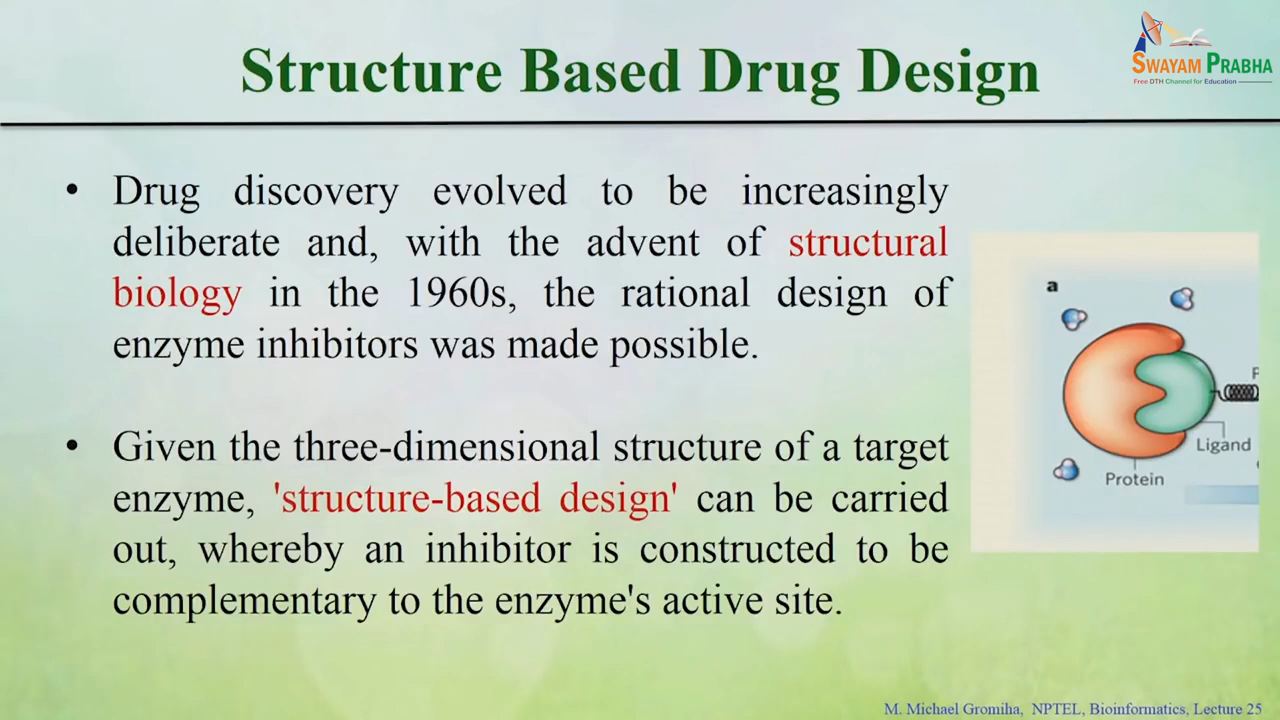 Structure Based Drug Design
SWAYAM PRABHA
Free DTH Channel for Education
• Drug discovery evolved to be increasingly
deliberate and, with the advent of structural
biology in the 1960s, the rational design of
enzyme inhibitors was made possible.
• Given the three-dimensional structure of a target
enzyme, 'structure-based design' can be carried
out, whereby an inhibitor is constructed to be
complementary to the enzyme's active site.
a
Ligand
Protein
M. Michael Gromiha, NPTEL, Bioinformatics, Lecture 25